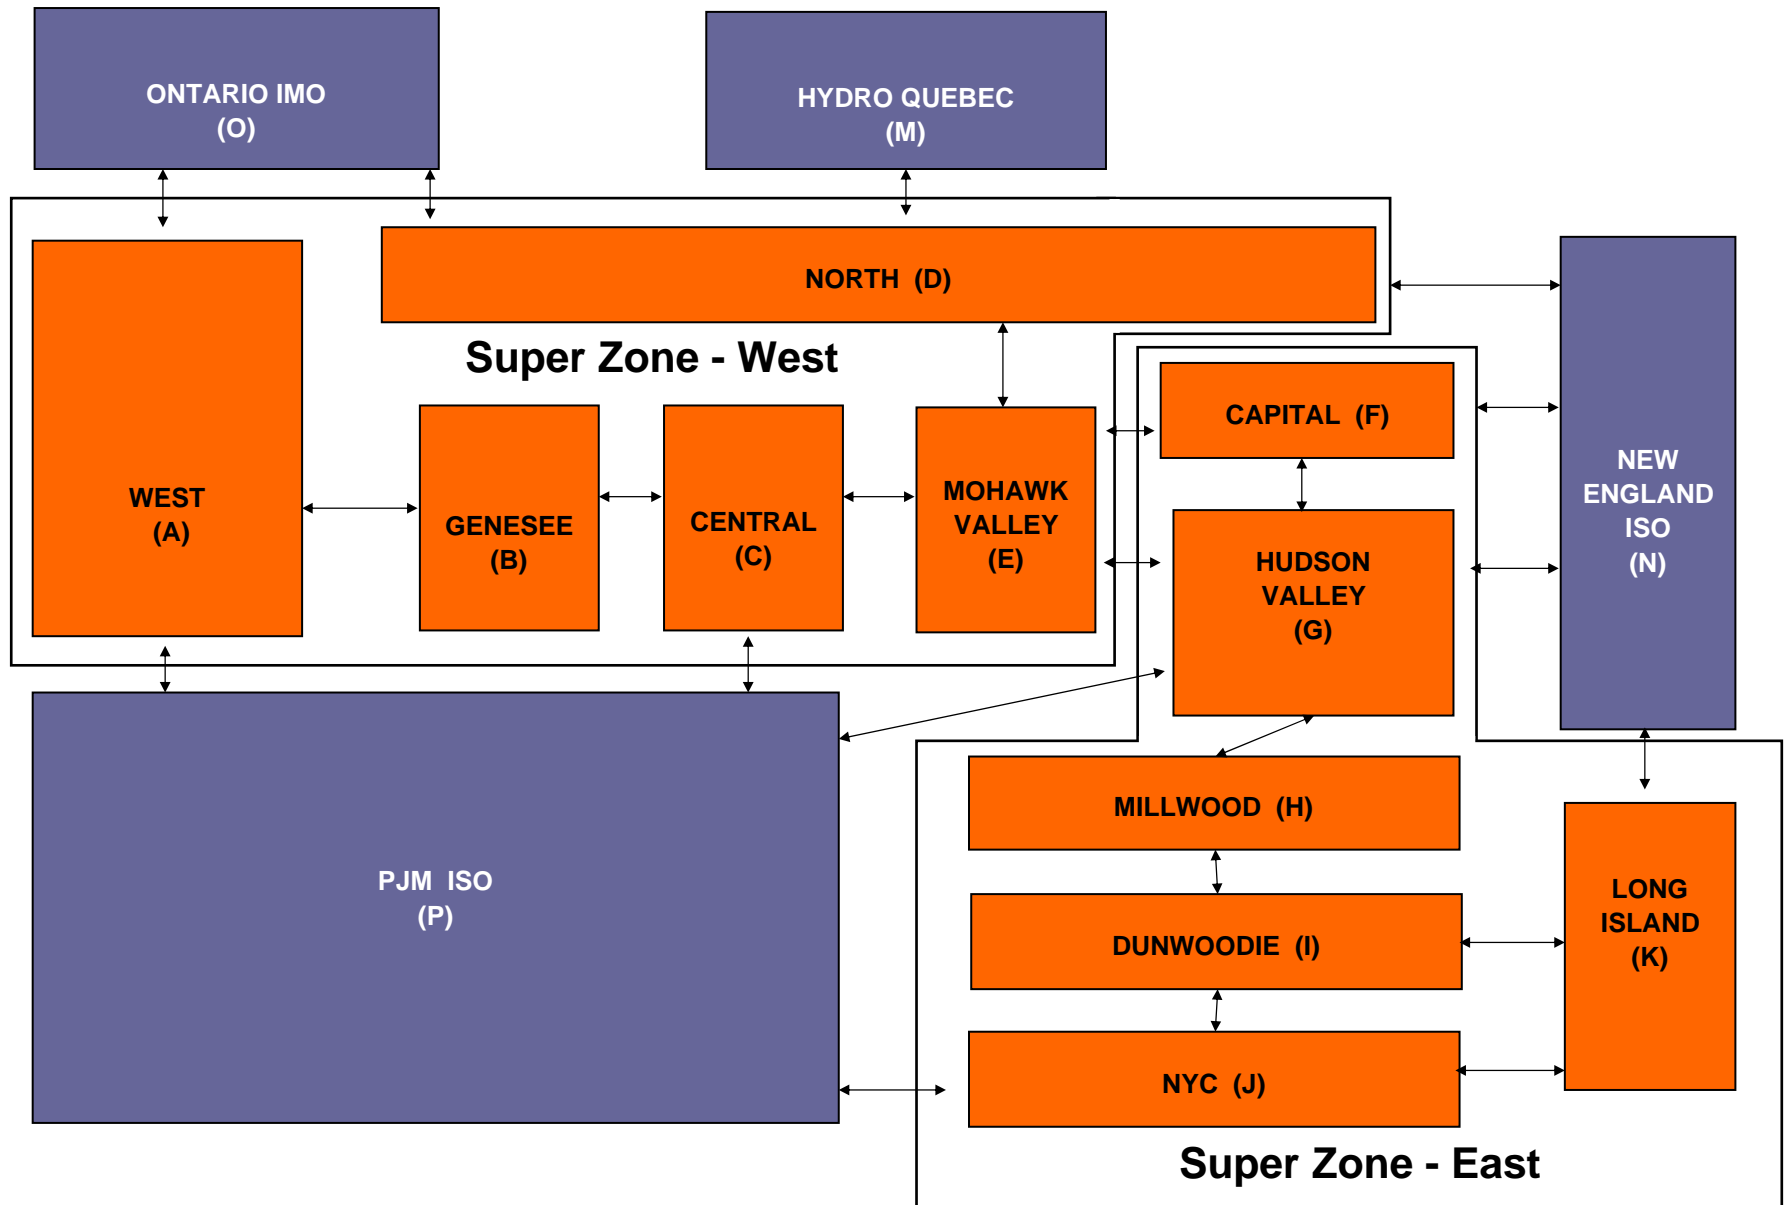 ONTARIO IMO
(O)
HYDRO QUEBEC
(M)
NORTH (D)
Super Zone - West
WEST
(A)
GENESEE
(B)
CENTRAL
(C)
MOHAWK
VALLEY
(E)
CAPITAL (F)
HUDSON
VALLEY
(G)
NEW
ENGLAND
ISO
(N)
PJM ISO
(P)
MILLWOOD (H)
DUNWOODIE (I)
NYC (J)
LONG
ISLAND
(K)
Super Zone - East